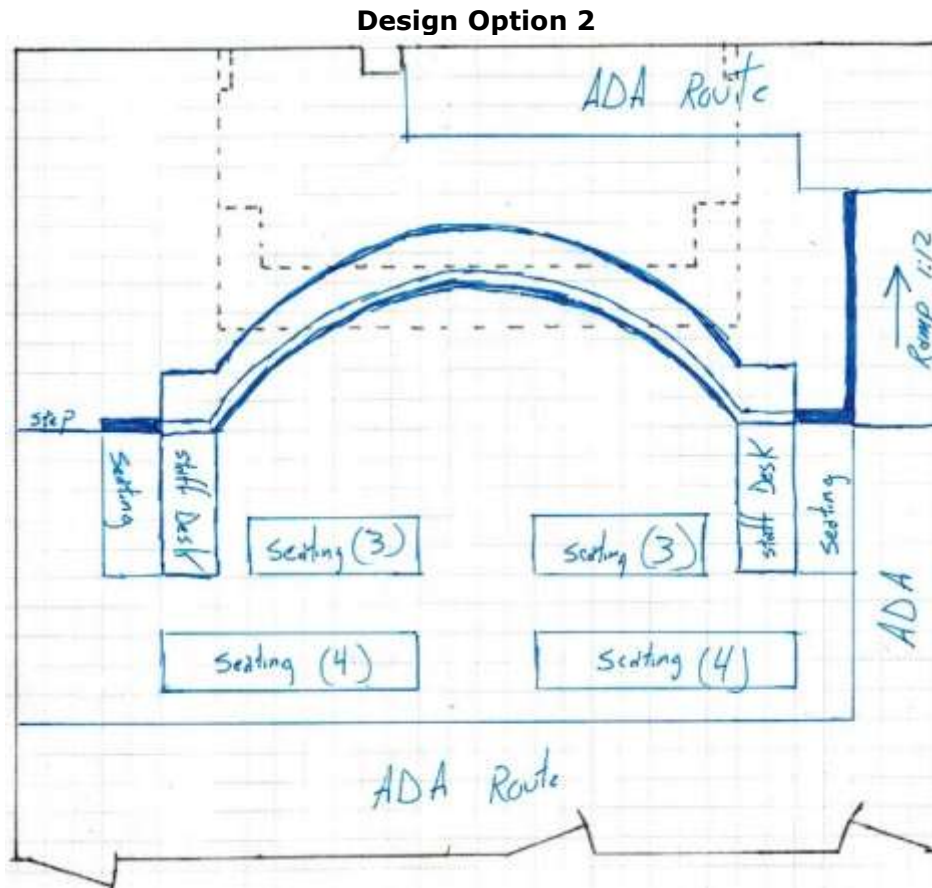 Design Option 2
ADA Route
Ramp 1:12
step
Seating
staff Desk
staff Desk
Seating
Seating (3)
Seating (3)
Seating (4)
Seating (4)
ADA
ADA Route